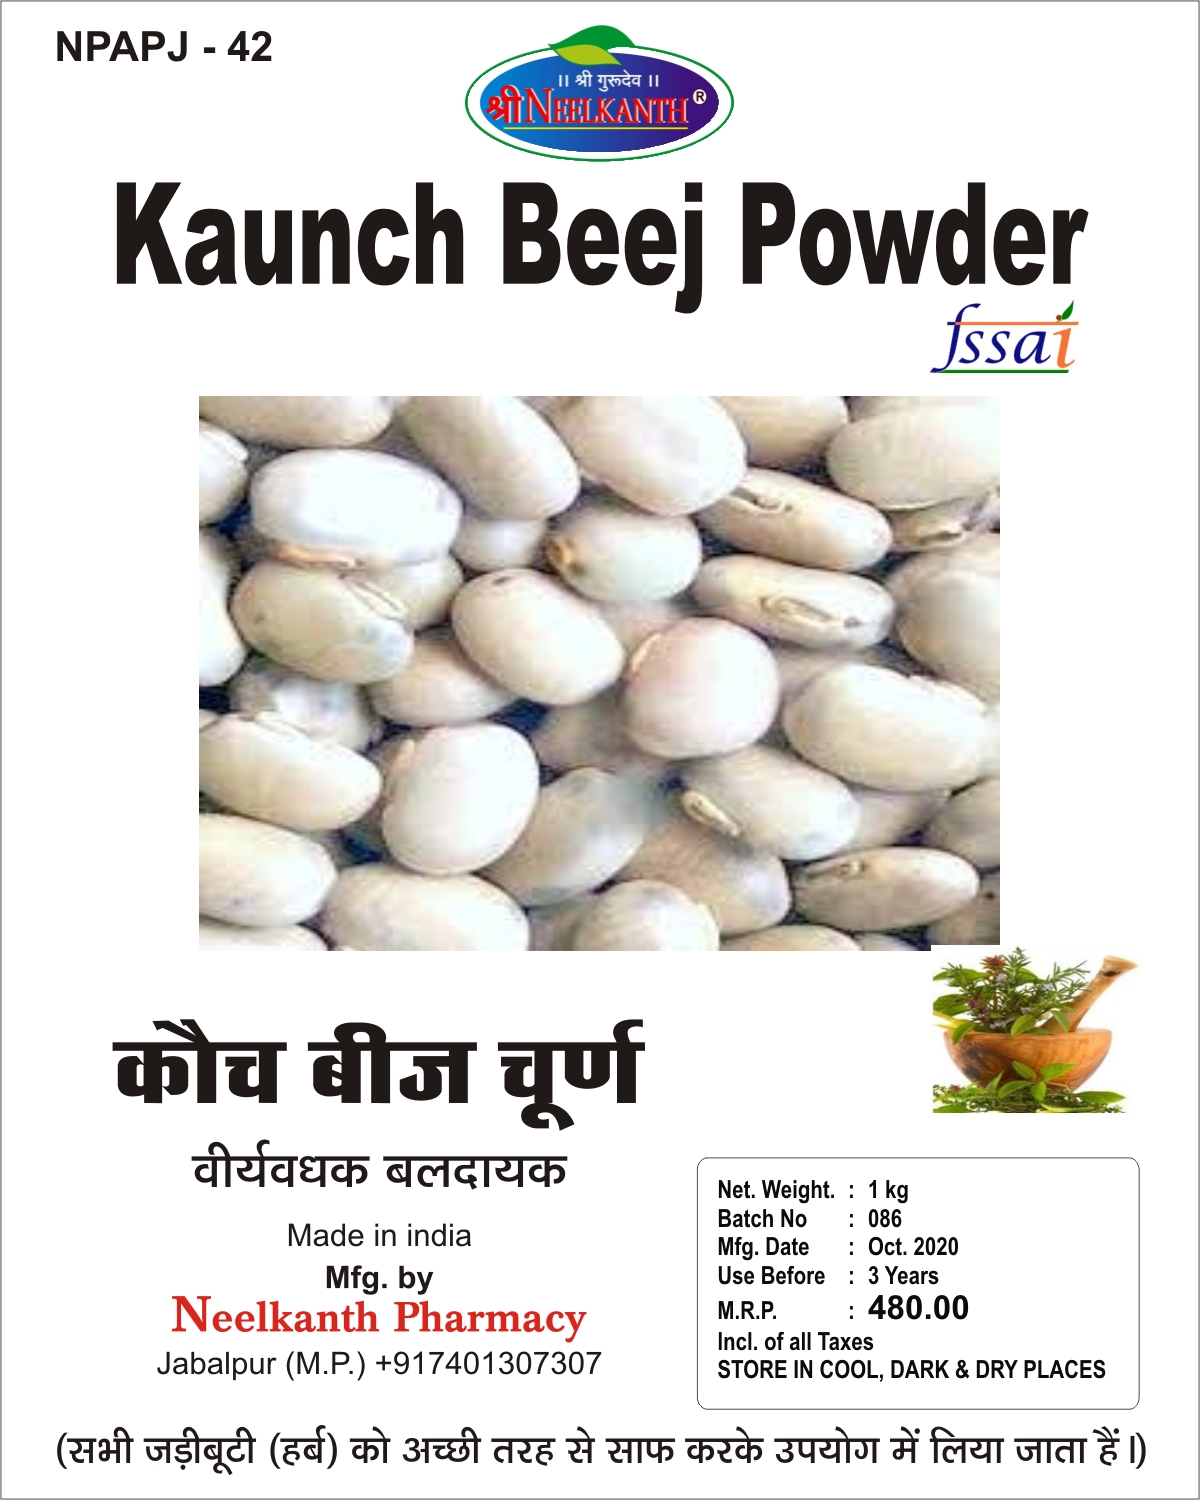 NPAPJ - 42
।। श्री गुरूदेव ।।
श्री NEELKANTH ®
Kaunch Beej Powder
fssai
कौच बीज चूर्ण
वीर्यवधक बलदायक
Made in india
Mfg. by
Neelkanth Pharmacy
Jabalpur (M.P.) +917401307307
Net. Weight. : 1 kg
Batch No : 086
Mfg. Date : Oct. 2020
Use Before : 3 Years
M.R.P. : 480.00
Incl. of all Taxes
STORE IN COOL, DARK & DRY PLACES
(सभी जड़ीबूटी (हर्ब) को अच्छी तरह से साफ करके उपयोग में लिया जाता हैं।)